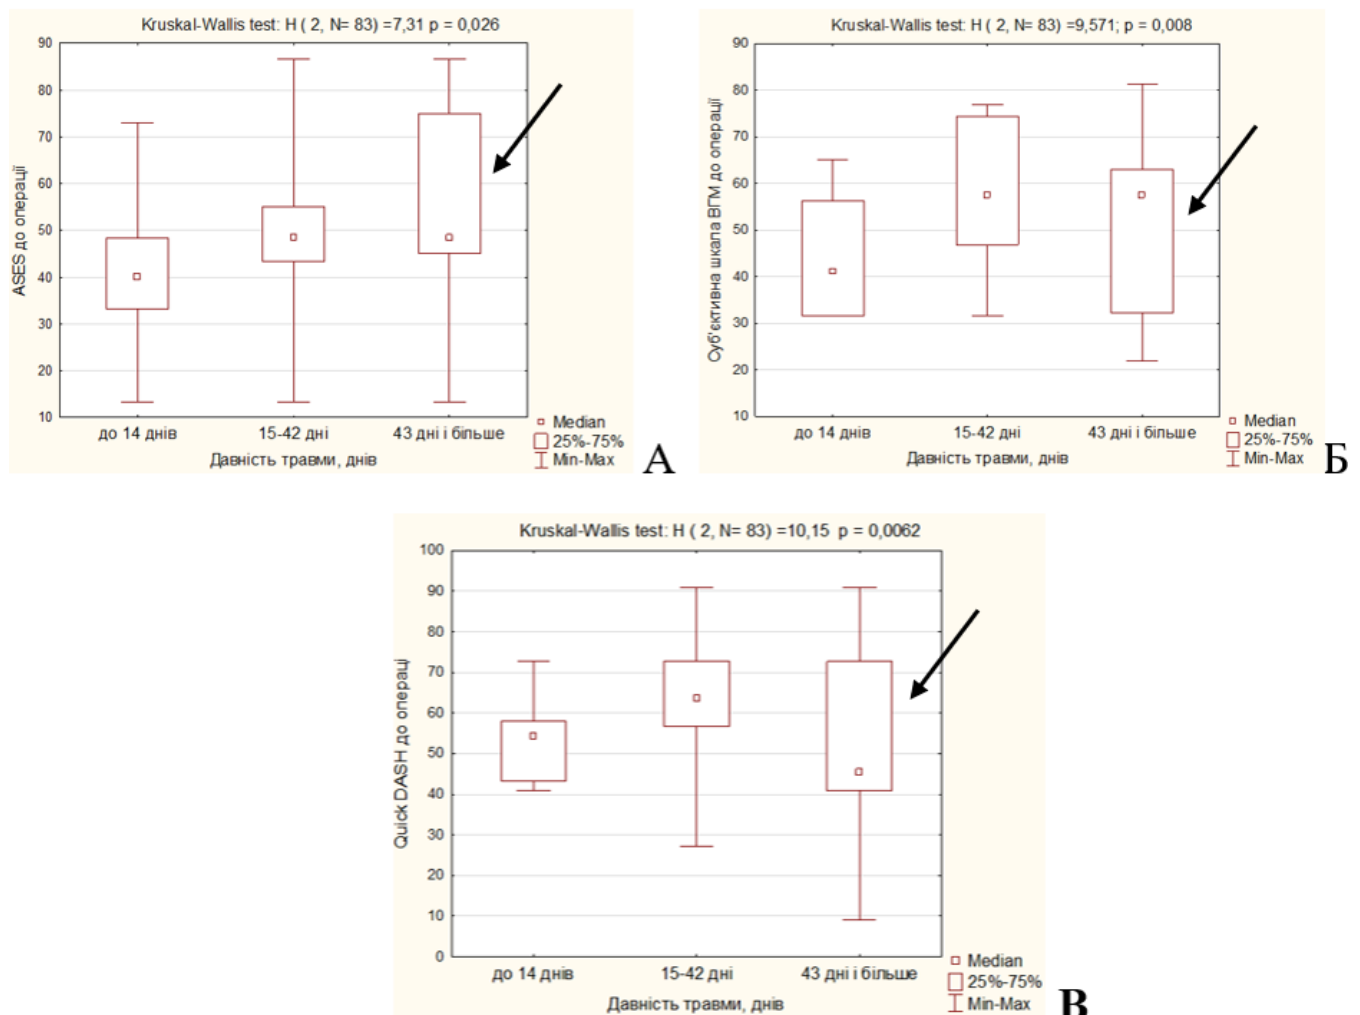 Kruskal-Wallis test: H ( 2, N= 83) =7,31 p = 0,026
ASES до операції
90
80
70
60
50
40
30
20
10
до 14 днів
15-42 дні
43 дні і більше
Давність травми, днів
Median
25%-75%
Min-Max
А
Kruskal-Wallis test: H ( 2, N= 83) =9,571; p = 0,008
Суб'єктивна шкала ВГМ до операції
90
80
70
60
50
40
30
20
10
до 14 днів
15-42 дні
43 дні і більше
Давність травми, днів
Median
25%-75%
Min-Max
Б
Kruskal-Wallis test: H ( 2, N= 83) =10,15 p = 0,0062
Quick DASH до операці
100
90
80
70
60
50
40
30
20
10
0
до 14 днів
15-42 дні
43 дні і більше
Давність травми, днів
Median
25%-75%
Min-Max
В